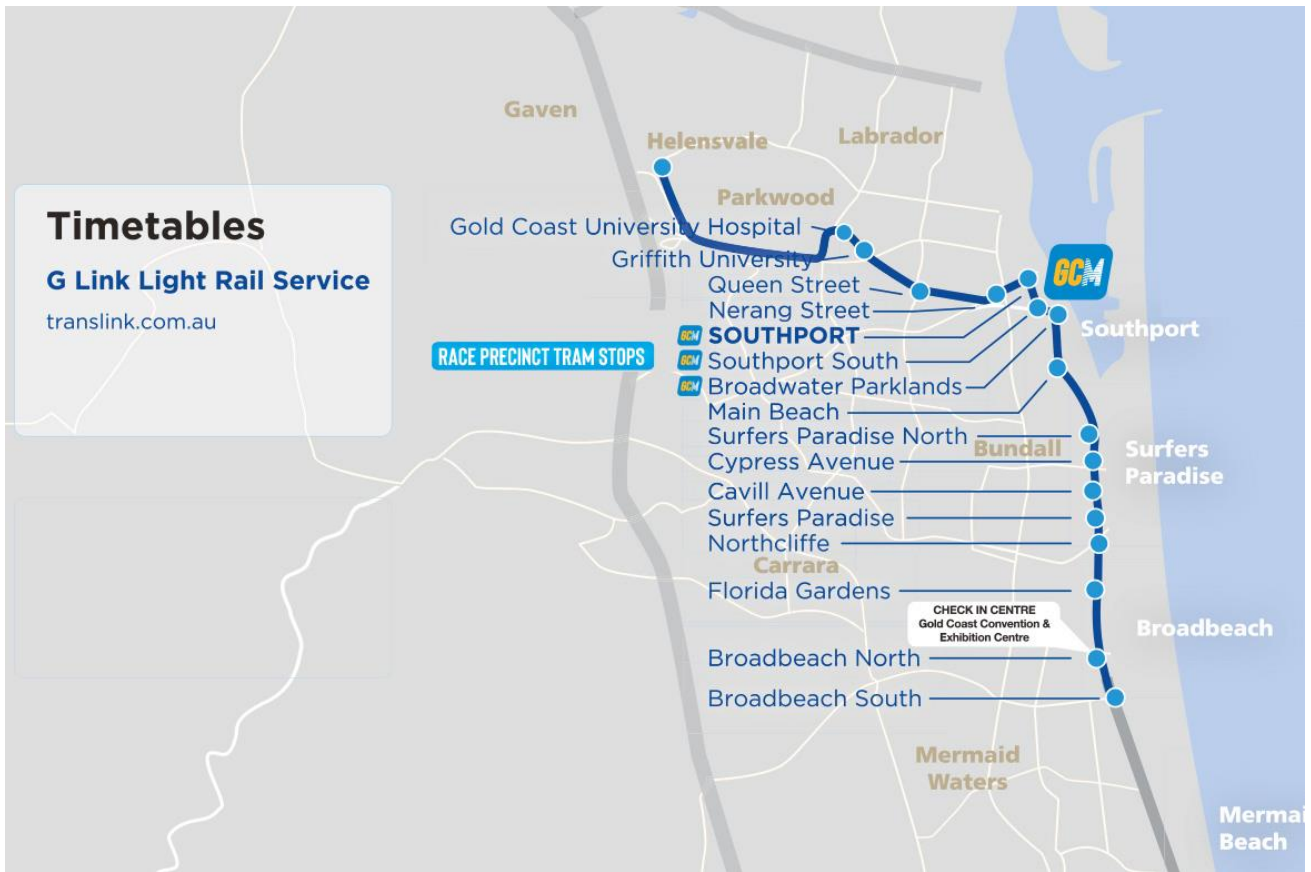 Gaven
Helensvale
Labrador
Timetables
G Link Light Rail Service
translink.com.au
Parkwood
Gold Coast University Hospital
Griffith University
Queen Street
Nerang Street
GCM
GCM SOUTHPORT
Southport
RACE PRECINCT TRAM STOPS
GCM Southport South
GCM Broadwater Parklands
Main Beach
Surfers Paradise North
Bundall
Surfers
Paradise
Cypress Avenue
Cavill Avenue
Surfers Paradise
Northcliffe
Carrara
Florida Gardens
CHECK IN CENTRE
Gold Coast Convention &
Exhibition Centre
Broadbeach
Broadbeach North
Broadbeach South
Mermaid
Waters
Mermai
Beach